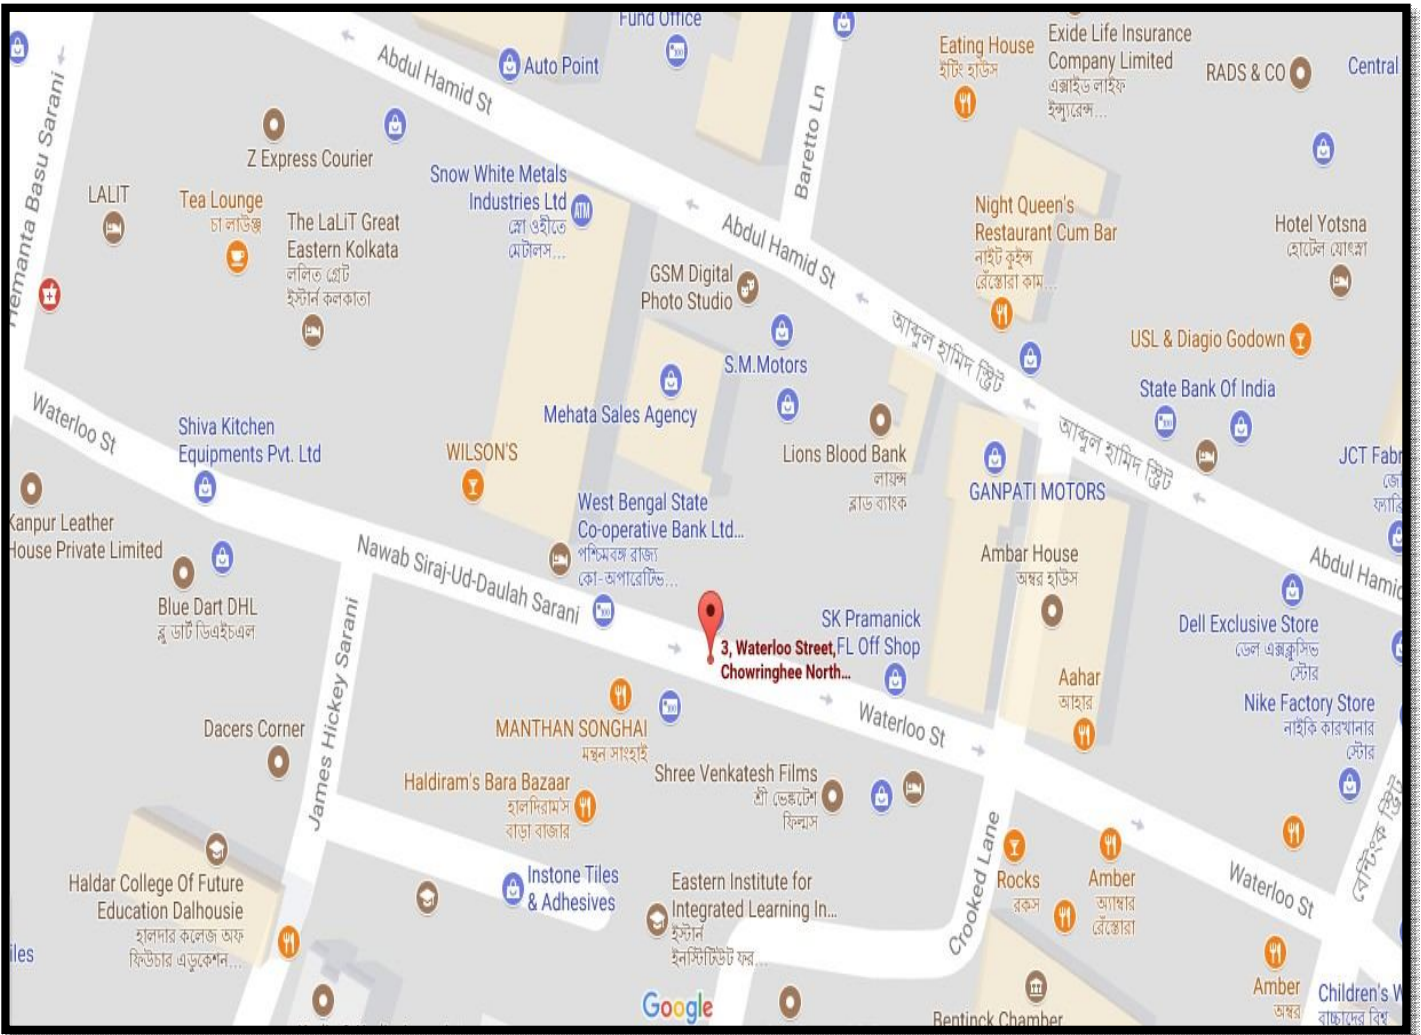 Fund Office
Auto Point
Abdul Hamid St
Baretto Ln
Eating House
ইটিং হাউস
Exide Life Insurance
Company Limited
এক্সাইড লাইফ
ইন্স্যুরেন্স...
RADS & CO
Central
Hemanta Basu Sarani
Z Express Courier
LALIT
Tea Lounge
চা লাউঞ্জ
The LaLiT Great
Eastern Kolkata
ললিত গ্রেট
ইস্টার্ন কলকাতা
Snow White Metals
Industries Ltd
স্নো ওহীতে
মেটালস...
ATM
Abdul Hamid St
GSM Digital
Photo Studio
Night Queen's
Restaurant Cum Bar
নাইট কুইন্স
রেঁস্তোরা কাম...
Hotel Yotsna
হোটেল যোৎস্না
আব্দুল হামিদ স্ট্রিট
USL & Diagio Godown
S.M.Motors
Mehata Sales Agency
State Bank Of India
Waterloo St
Shiva Kitchen
Equipments Pvt. Ltd
WILSON'S
Lions Blood Bank
লায়ন্স
ব্লাড ব্যাংক
GANPATI MOTORS
আব্দুল হামিদ স্ট্রিট
JCT Fabr
জে
ফ্যাব্রি
Kanpur Leather
House Private Limited
West Bengal State
Co-operative Bank Ltd...
পশ্চিমবঙ্গ রাজ্য
কো-অপারেটিভ...
Nawab Siraj-Ud-Daulah Sarani
Ambar House
অম্বর হাউস
Abdul Hamid
Blue Dart DHL
ব্লু ডার্ট ডিএইচএল
James Hickey Sarani
3, Waterloo Street,
Chowringhee North...
SK Pramanick
FL Off Shop
Dell Exclusive Store
ডেল এক্সক্লুসিভ
স্টোর
Aahar
আহার
Nike Factory Store
নাইকি কারখানার
স্টোর
Dacers Corner
MANTHAN SONGHAI
মন্থন সাংহাই
Waterloo St
Haldiram's Bara Bazaar
হালদিরাম'স
বাড়া বাজার
Shree Venkatesh Films
শ্রী ভেঙ্কটেশ
ফিল্মস
বেন্টিংক স্ট্রিট
Haldar College Of Future
Education Dalhousie
হালদার কলেজ অফ
ফিউচার এডুকেশন...
Instone Tiles
& Adhesives
Eastern Institute for
Integrated Learning In...
ইস্টার্ন
ইনস্টিটিউট ফর...
Crooked Lane
Rocks
রকস
Amber
অ্যাম্বার
রেঁস্তোরা
Waterloo St
iles
Google
Bentinck Chamber
Amber
অম্বর
Children's W
বাচ্চাদের বিশ্ব